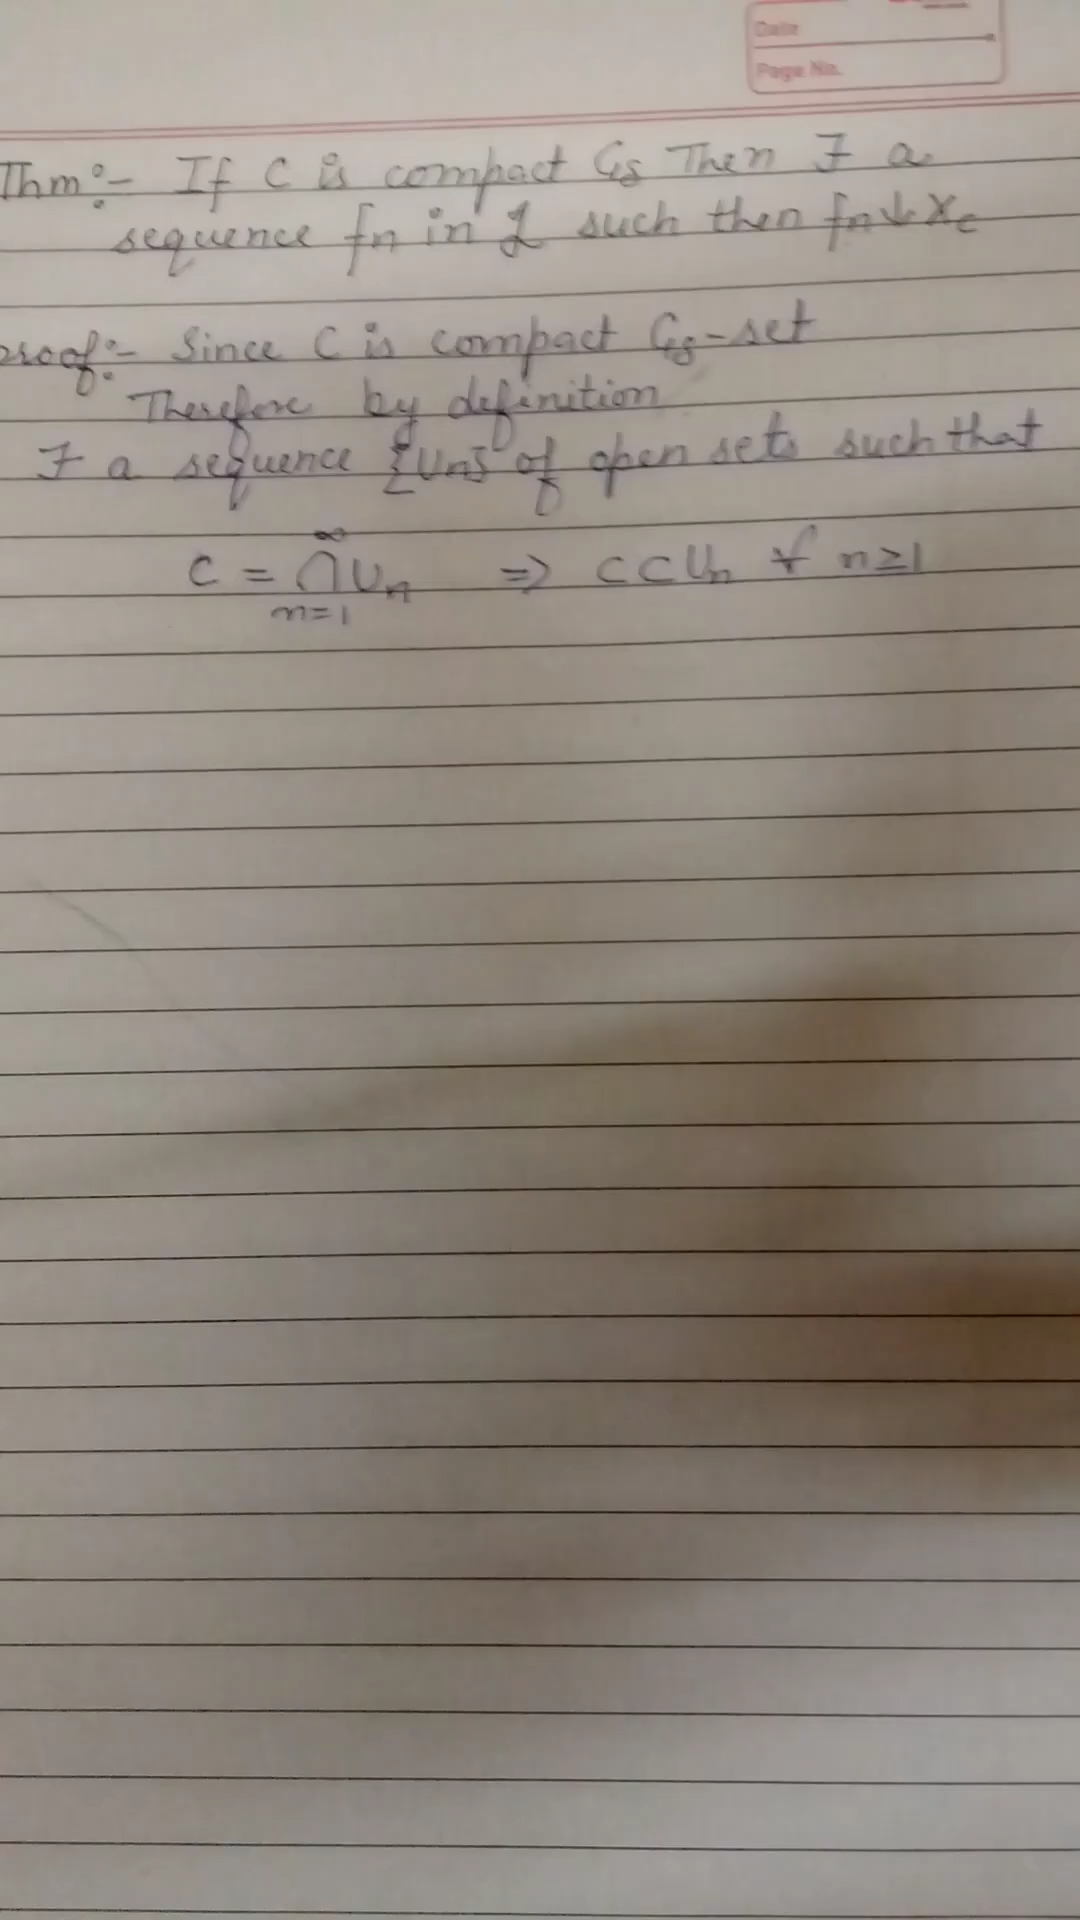 Date
Page No.
Thm:- If C is compact Gδ Then ∃ a
sequence fn in L such then fn↓χc
proof:- Since C is compact Gδ-set
Therefore by definition
∃ a sequence {Un} of open sets such that
C = ∞∩n=1 Un ⇒ C⊂Un ∀ n≥1